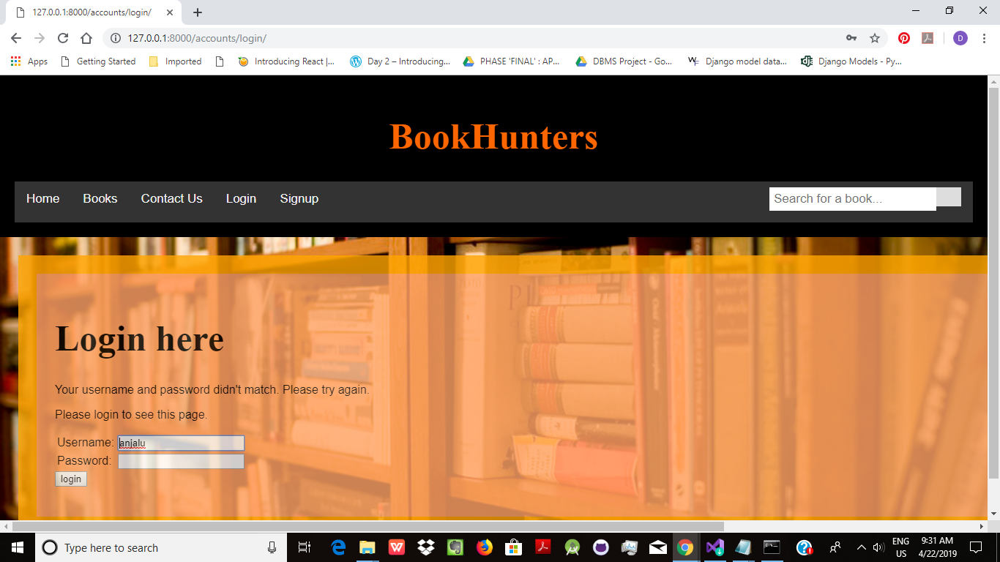 127.0.0.1:8000/accounts/login/
127.0.0.1:8000/accounts/login/
D
Apps Getting Started Imported Introducing React |... Day 2 – Introducing... PHASE 'FINAL' : AP... DBMS Project - Go... Django model data... Django Models - Py...
BookHunters
Home Books Contact Us Login Signup Search for a book...
Login here
Your username and password didn't match. Please try again.
Please login to see this page.
Username: anjalu
Password:
login
Type here to search
ENG
US
9:31 AM
4/22/2019